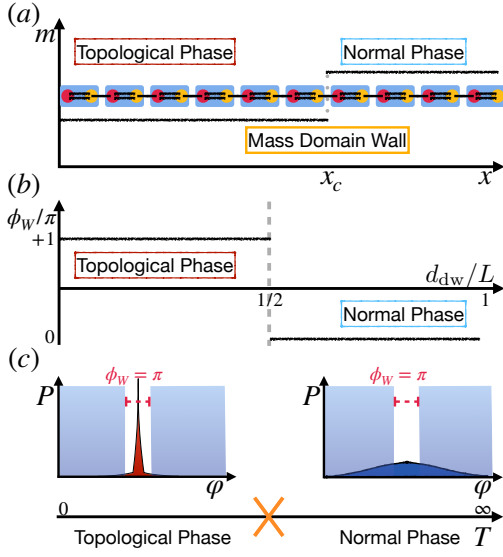 (a)
m
Topological Phase
Normal Phase
Mass Domain Wall
x_c
x
(b)
ϕ_W/π
+1
Topological Phase
d_dw/L
1/2
1
Normal Phase
0
(c)
P
ϕ_W = π
φ
P
ϕ_W = π
φ
0
∞
Topological Phase
Normal Phase
T